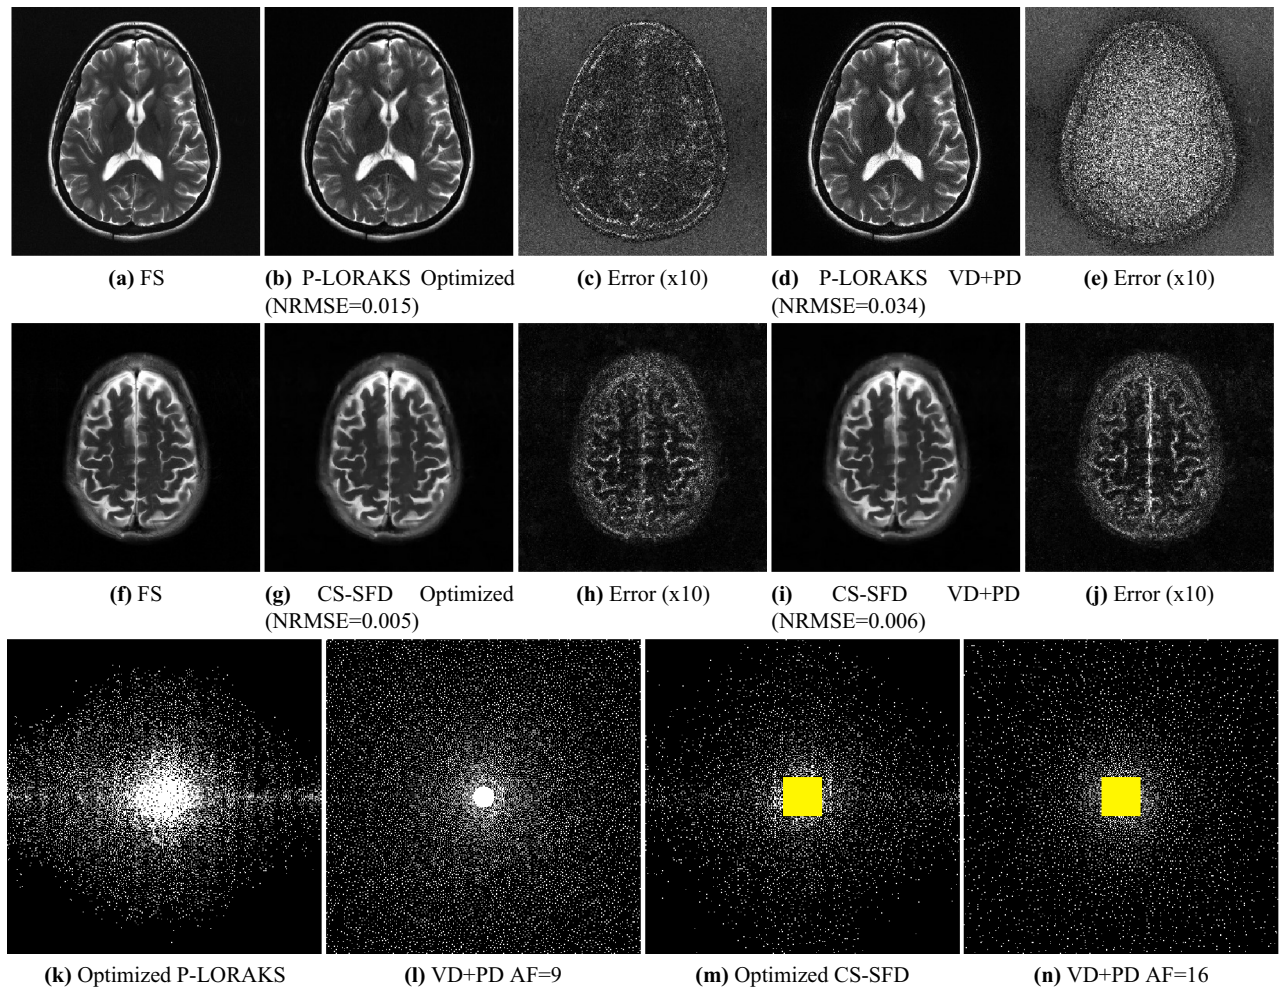 (a) FS
(b) P-LORAKS Optimized
(NRMSE=0.015)
(c) Error (x10)
(d) P-LORAKS VD+PD
(NRMSE=0.034)
(e) Error (x10)
(f) FS
(g) CS-SFD Optimized
(NRMSE=0.005)
(h) Error (x10)
(i) CS-SFD VD+PD
(NRMSE=0.006)
(j) Error (x10)
(k) Optimized P-LORAKS
(l) VD+PD AF=9
(m) Optimized CS-SFD
(n) VD+PD AF=16